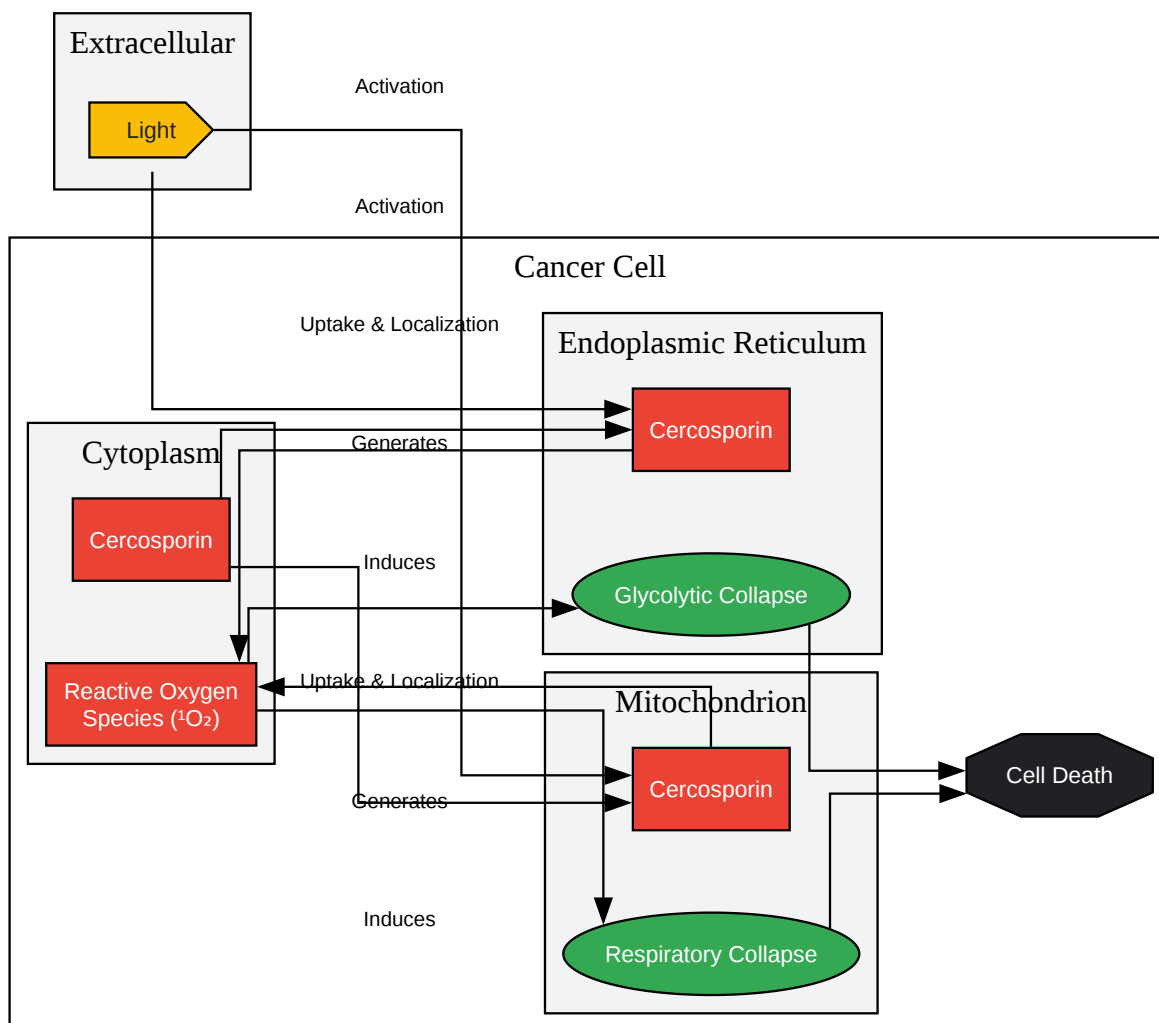 Extracellular
Activation
Light
Activation
Cancer Cell
Uptake & Localization
Endoplasmic Reticulum
Cercosporin
Generates
Cytoplasm
Cercosporin
Induces
Glycolytic Collapse
Reactive Oxygen
Species (¹O₂)
Uptake & Localization
Mitochondrion
Cercosporin
Cell Death
Generates
Induces
Respiratory Collapse